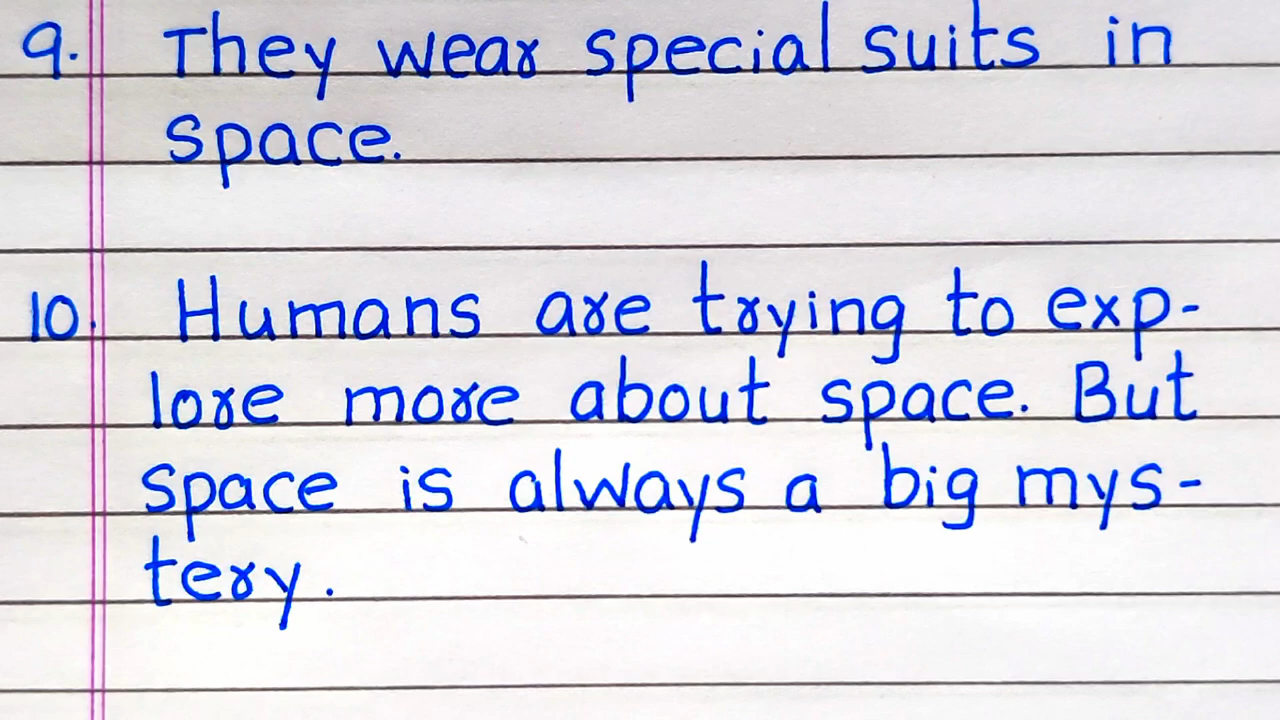 9. They wear special suits in
space.
10. Humans are trying to exp-
lore more about space. But
space is always a big mys-
tery.